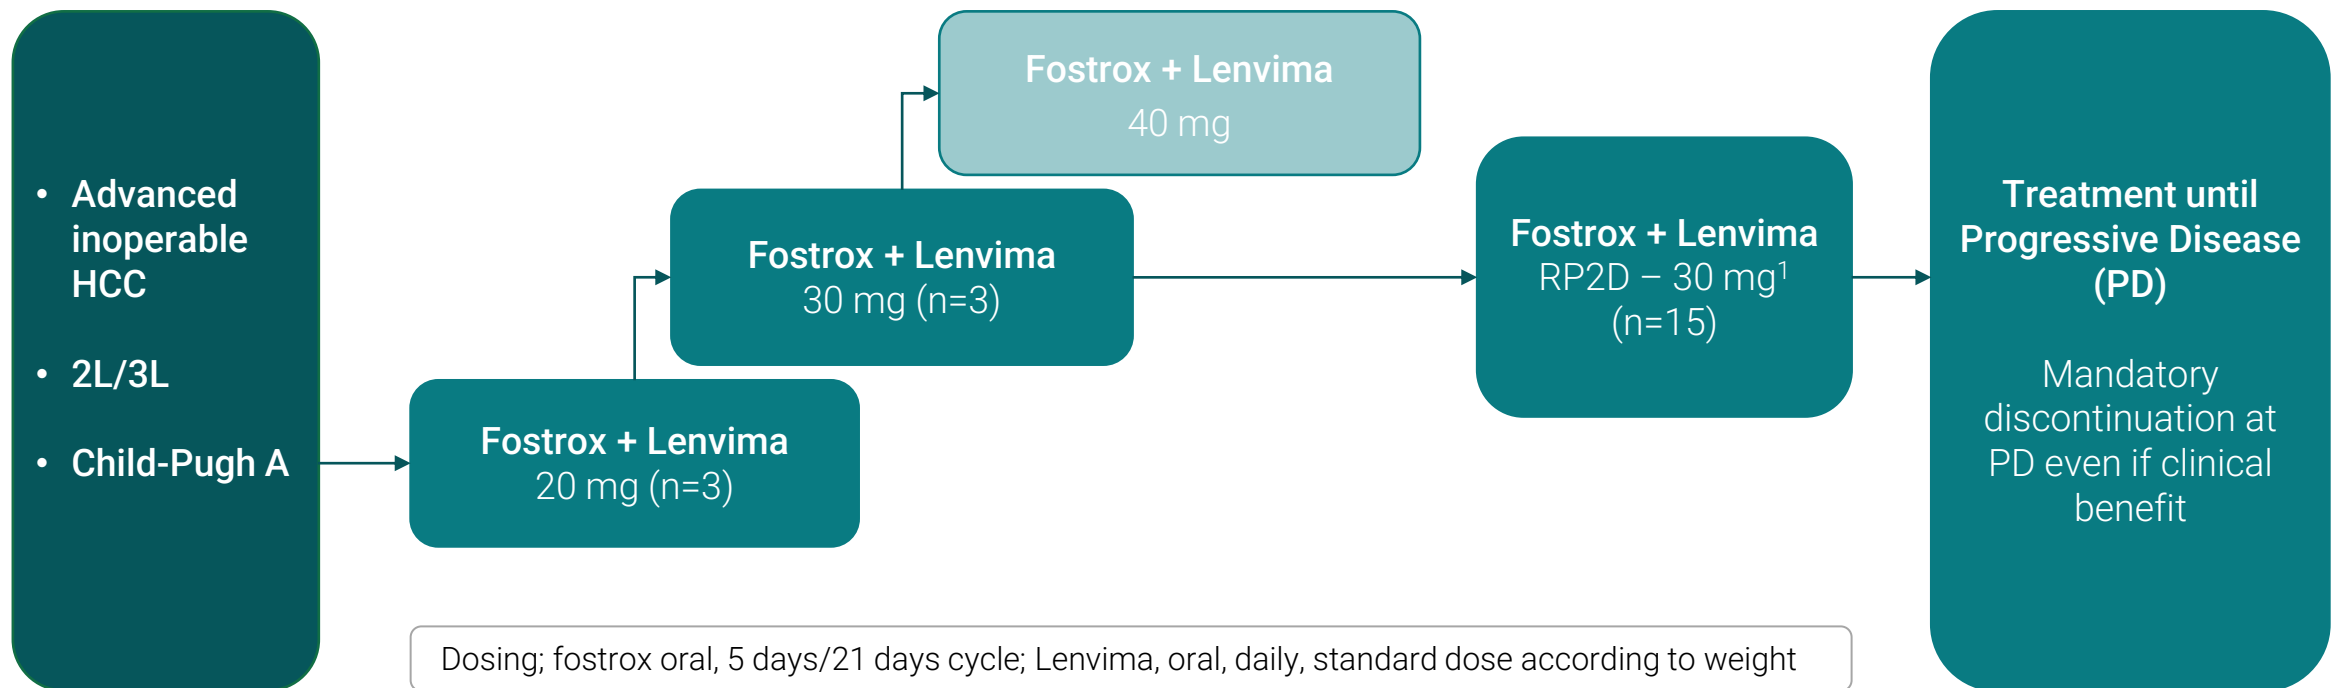 • Advanced
inoperable
HCC
• 2L/3L
• Child-Pugh A
Fostrox + Lenvima
20 mg (n=3)
Fostrox + Lenvima
30 mg (n=3)
Fostrox + Lenvima
40 mg
Fostrox + Lenvima
RP2D – 30 mg¹
(n=15)
Treatment until
Progressive Disease
(PD)
Mandatory
discontinuation at
PD even if clinical
benefit
Dosing; fostrox oral, 5 days/21 days cycle; Lenvima, oral, daily, standard dose according to weight